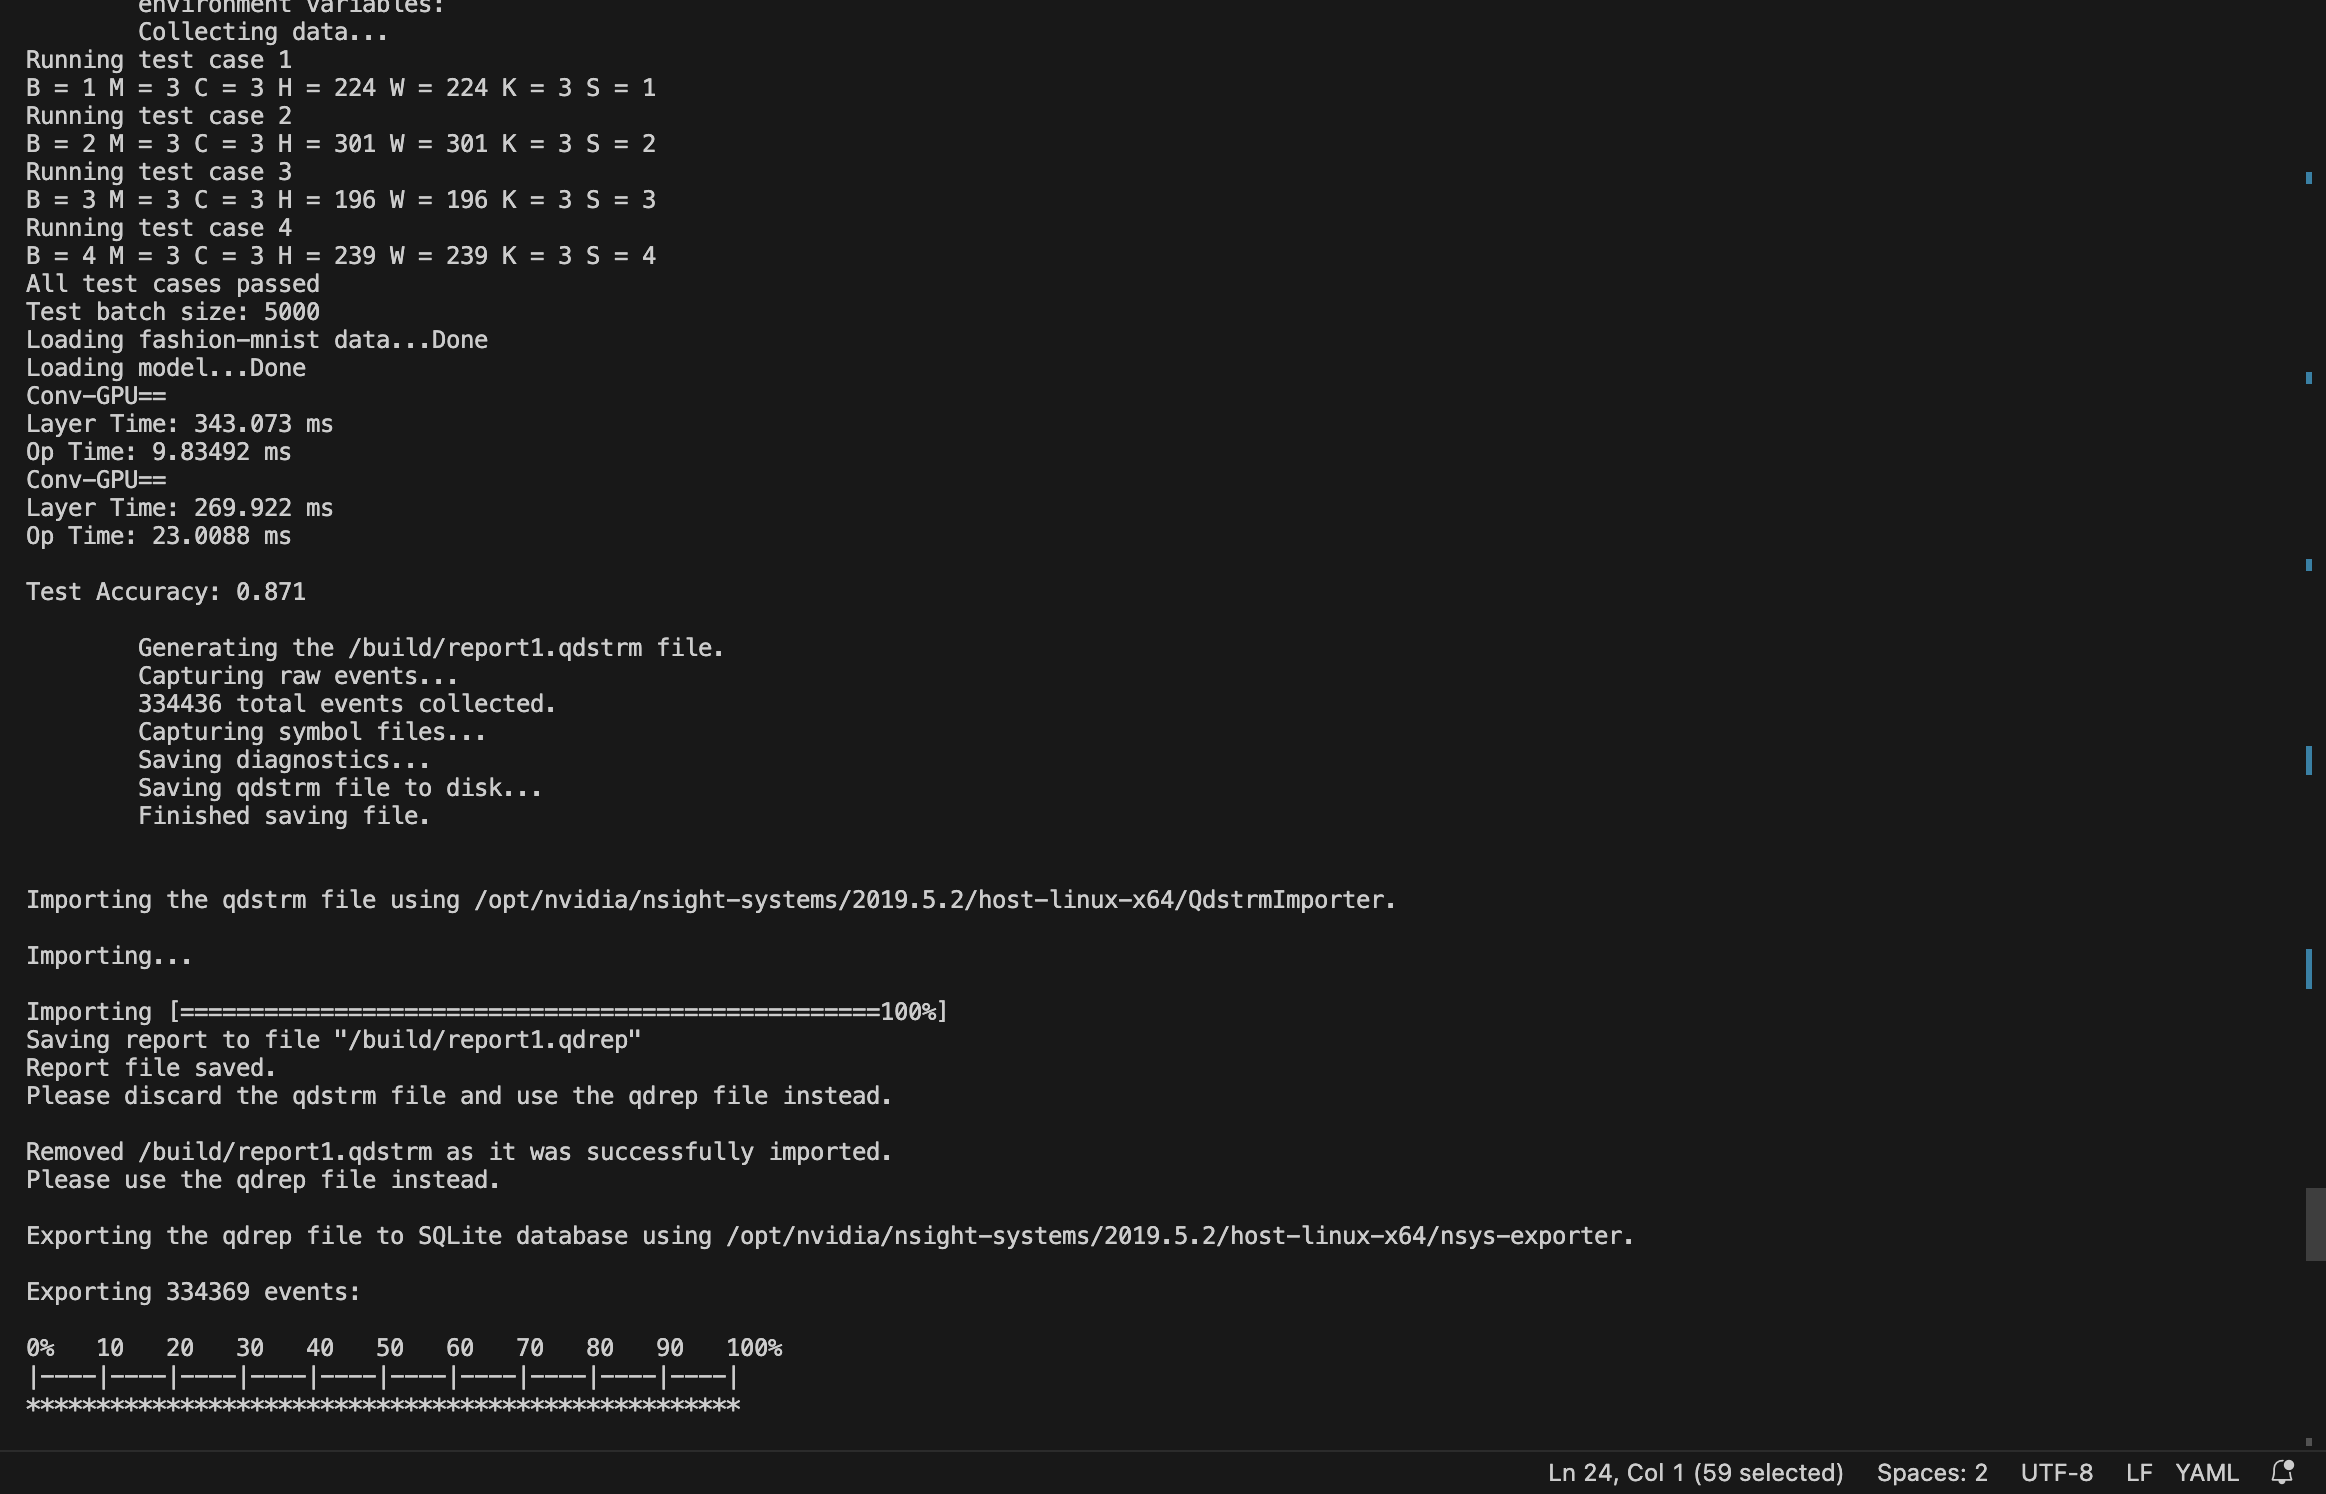 environment variables:
Collecting data...
Running test case 1
B = 1 M = 3 C = 3 H = 224 W = 224 K = 3 S = 1
Running test case 2
B = 2 M = 3 C = 3 H = 301 W = 301 K = 3 S = 2
Running test case 3
B = 3 M = 3 C = 3 H = 196 W = 196 K = 3 S = 3
Running test case 4
B = 4 M = 3 C = 3 H = 239 W = 239 K = 3 S = 4
All test cases passed
Test batch size: 5000
Loading fashion-mnist data...Done
Loading model...Done
Conv-GPU==
Layer Time: 343.073 ms
Op Time: 9.83492 ms
Conv-GPU==
Layer Time: 269.922 ms
Op Time: 23.0088 ms
Test Accuracy: 0.871
Generating the /build/report1.qdstrm file.
Capturing raw events...
334436 total events collected.
Capturing symbol files...
Saving diagnostics...
Saving qdstrm file to disk...
Finished saving file.
Importing the qdstrm file using /opt/nvidia/nsight-systems/2019.5.2/host-linux-x64/QdstrmImporter.
Importing...
Importing [==================================================100%]
Saving report to file "/build/report1.qdrep"
Report file saved.
Please discard the qdstrm file and use the qdrep file instead.
Removed /build/report1.qdstrm as it was successfully imported.
Please use the qdrep file instead.
Exporting the qdrep file to SQLite database using /opt/nvidia/nsight-systems/2019.5.2/host-linux-x64/nsys-exporter.
Exporting 334369 events:
0%   10   20   30   40   50   60   70   80   90   100%
|----|----|----|----|----|----|----|----|----|----|
***************************************************
Ln 24, Col 1 (59 selected) Spaces: 2 UTF-8 LF YAML